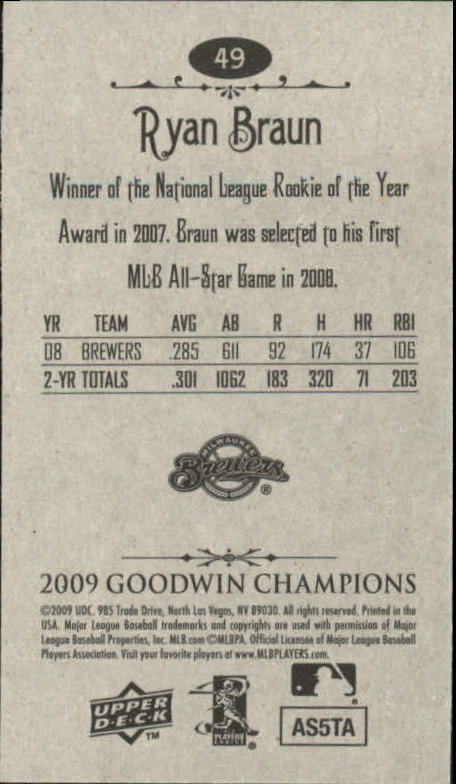 49
Ryan Braun
Winner of the National League Rookie of the Year
Award in 2007. Braun was selected to his first
MLB All-Star Game in 2008.
YR TEAM AVG AB R H HR RBI
08 BREWERS .285 611 92 174 37 106
2-YR TOTALS .301 1062 183 320 71 203
MILWAUKEE
Brewers ®
2009 GOODWIN CHAMPIONS
©2009 UDC. 985 Trade Drive, North Las Vegas, NV 89030. All rights reserved. Printed in the
USA. Major League Baseball trademarks and copyrights are used with permission of Major
League Baseball Properties, Inc. MLB.com ©MLBPA. Official Licensee of Major League Baseball
Players Association. Visit your favorite players at www.MLBPLAYERS.com.
UPPER
D·E·C·K
TM
PLAYERS
CHOICE ®
AS5TA